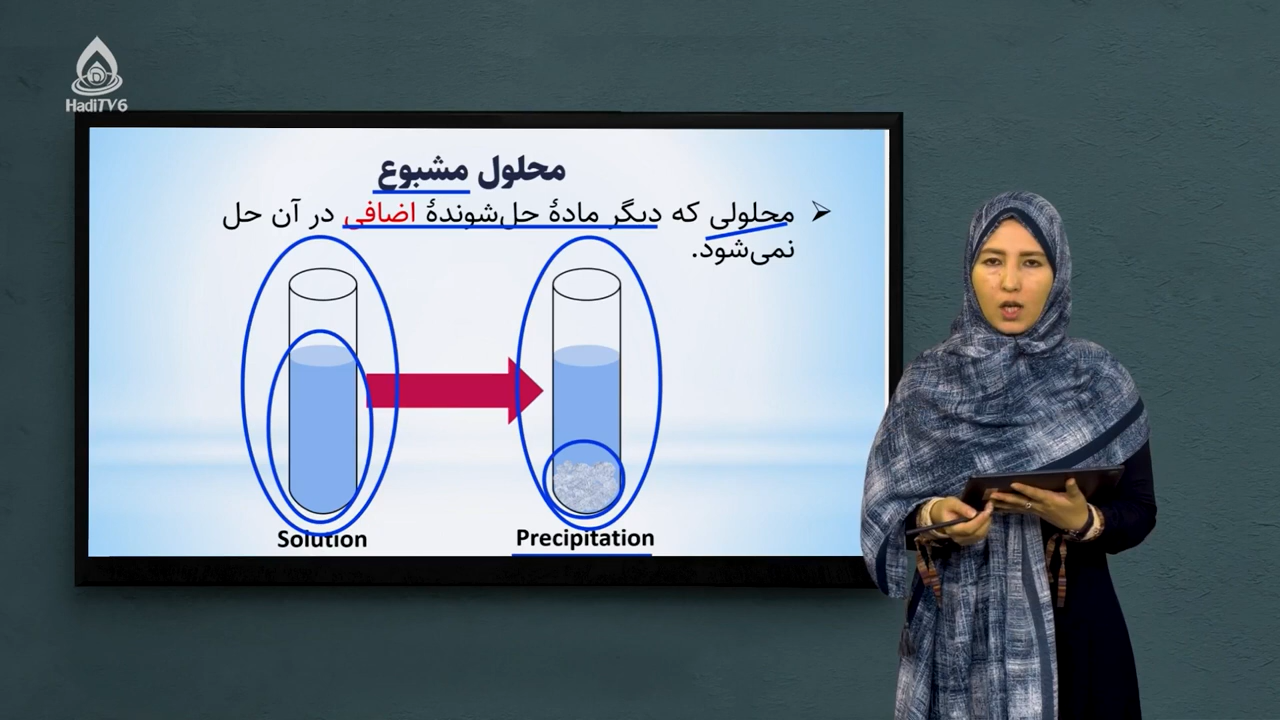 HadiTV6
محلول مشبوع
محلولی که دیگر مادهٔ حل‌شوندهٔ اضافی در آن حل
نمی‌شود.
Solution
Precipitation